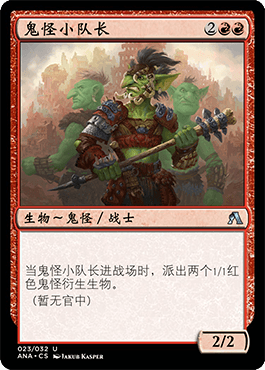 鬼怪小队长 2
生物～鬼怪 / 战士
当鬼怪小队长进战场时，派出两个1/1红
色鬼怪衍生生物。
（暂无官中）
023/032 U
ANA • CS Jakub Kasper
2/2